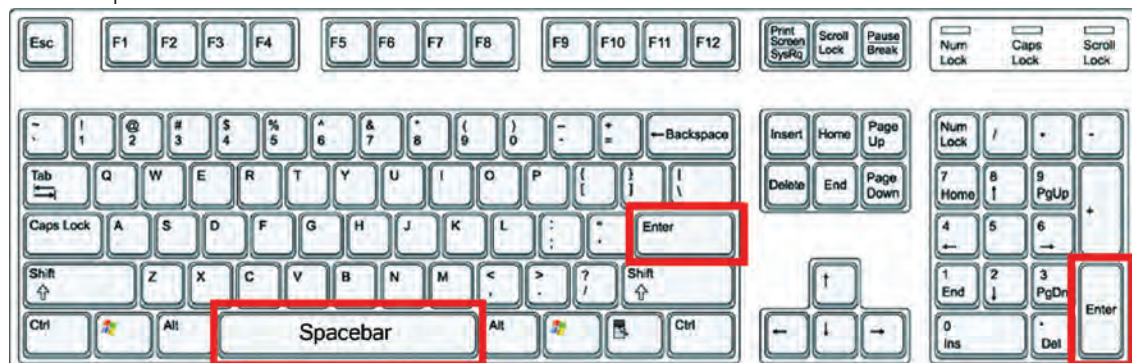 Esc F1 F2 F3 F4 F5 F6 F7 F8 F9 F10 F11 F12 Print Screen SysRq Scroll Lock Pause Break Num Lock Caps Lock Scroll Lock
~ ` ! 1 @ 2 # 3 $ 4 % 5 ^ 6 & 7 * 8 ( 9 ) 0 - + = ←Backspace Insert Home Page Up Num Lock / -
Tab Q W E R T Y U I O P { [ } ] | \ Delete End Page Down 7 Home 8 ↑ 9 PgUp +
Caps Lock A S D F G H J K L : ; Enter 4 ← 5 6 →
Shift Z X C V B N M < , > . ? / Shift ↑ 1 End 2 ↓ 3 PgDn Enter
Ctrl Alt Spacebar Alt Ctrl ← ↓ → 0 Ins . Del